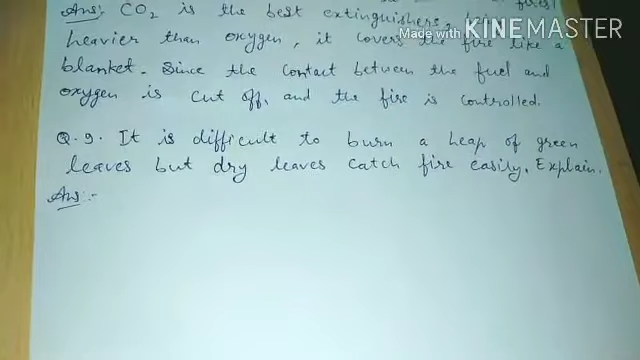 fires?
Ans: CO2 is the best extinguishers,
Made with KINEMASTER
heavier than oxygen, it covers the fire like a
blanket. Since the contact between the fuel and
oxygen is cut off, and the fire is controlled.
Q.9. It is difficult to burn a heap of green
leaves but dry leaves catch fire easily. Explain.
Ans:-